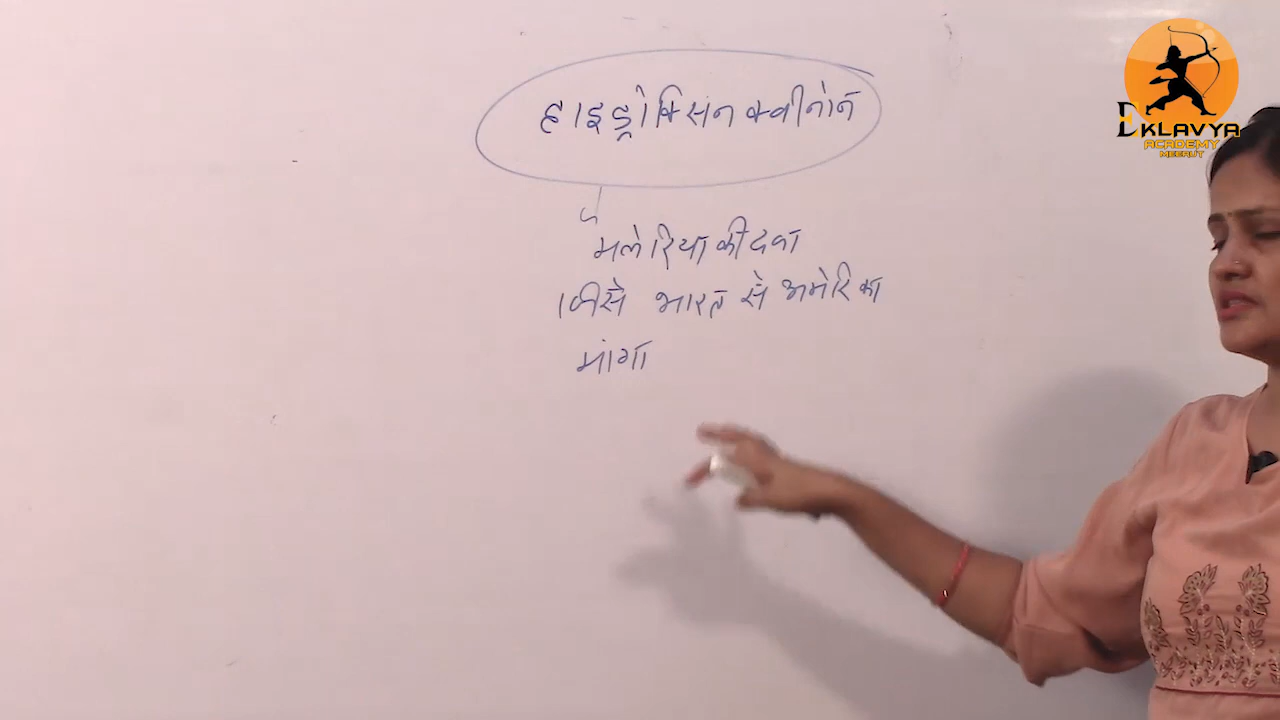 हाइड्रोक्सिन क्वीनोन
मलेरिया की दवा
जिसे भारत से अमेरिका
मांगा
EKLAVYA
ACADEMY
MEERUT